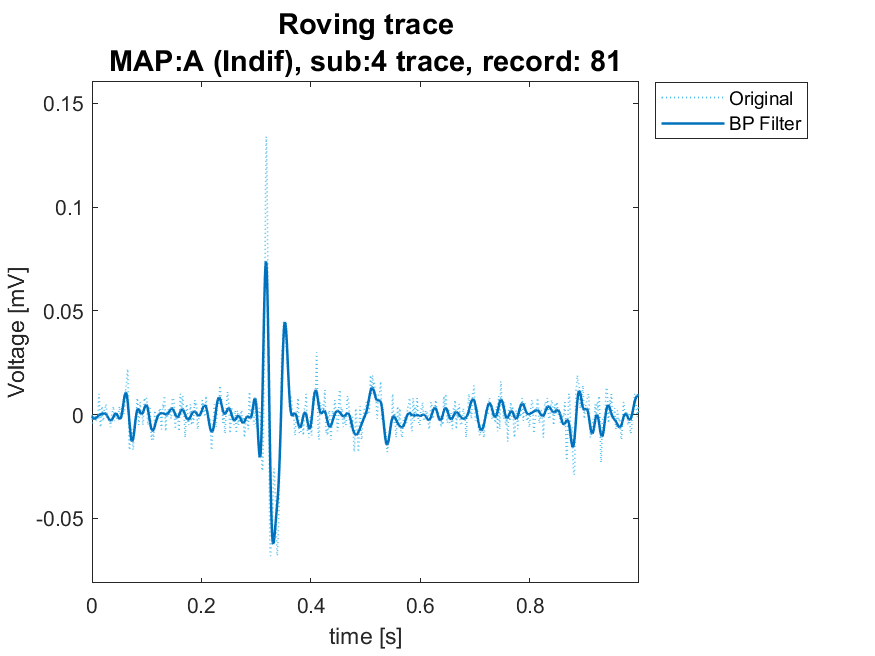 Roving trace
MAP:A (Indif), sub:4 trace, record: 81
Original
BP Filter
0.15
0.1
0.05
0
-0.05
Voltage [mV]
0
0.2
0.4
0.6
0.8
time [s]